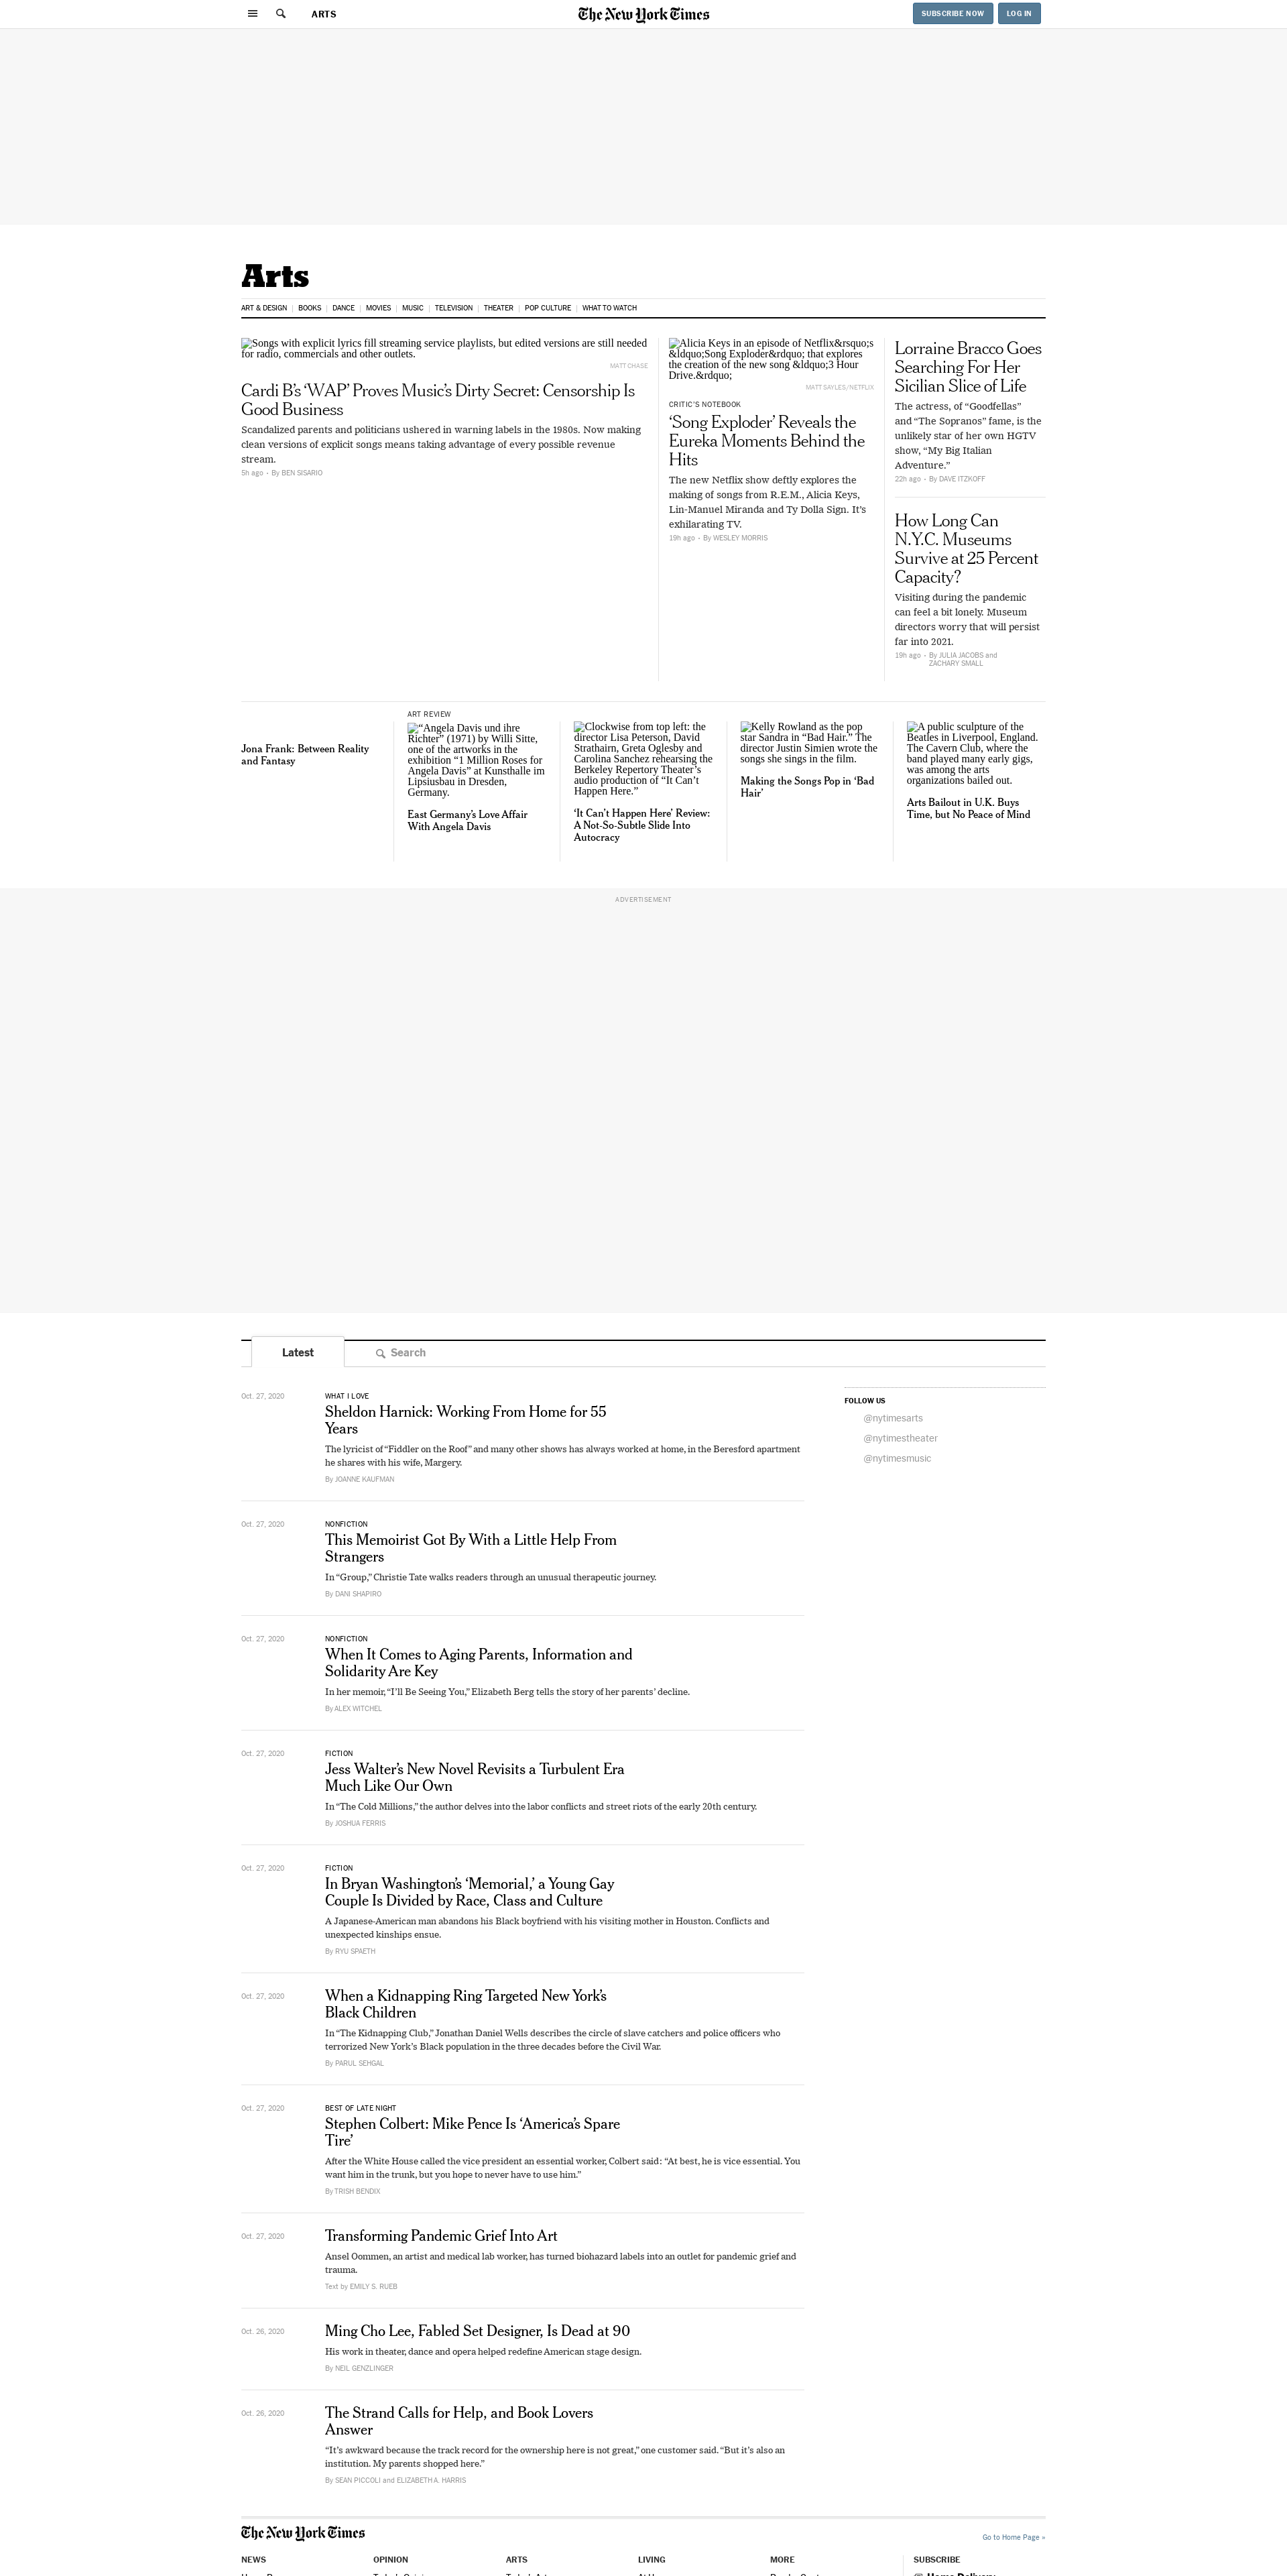 ARTS
The New York Times
SUBSCRIBE NOW
LOG IN
Arts
ART & DESIGN
BOOKS
DANCE
MOVIES
MUSIC
TELEVISION
THEATER
POP CULTURE
WHAT TO WATCH
Songs with explicit lyrics fill streaming service playlists, but edited versions are still needed
for radio, commercials and other outlets.
MATT CHASE
Cardi B’s ‘WAP’ Proves Music’s Dirty Secret: Censorship Is
Good Business
Scandalized parents and politicians ushered in warning labels in the 1980s. Now making
clean versions of explicit songs means taking advantage of every possible revenue
stream.
5h ago - By BEN SISARIO
Alicia Keys in an episode of Netflix&rsquo;s
&ldquo;Song Exploder&rdquo; that explores
the creation of the new song &ldquo;3 Hour
Drive.&rdquo;
MATT SAYLES/NETFLIX
CRITIC’S NOTEBOOK
‘Song Exploder’ Reveals the
Eureka Moments Behind the
Hits
The new Netflix show deftly explores the
making of songs from R.E.M., Alicia Keys,
Lin-Manuel Miranda and Ty Dolla Sign. It’s
exhilarating TV.
19h ago - By WESLEY MORRIS
Lorraine Bracco Goes
Searching For Her
Sicilian Slice of Life
The actress, of “Goodfellas”
and “The Sopranos” fame, is the
unlikely star of her own HGTV
show, “My Big Italian
Adventure.”
22h ago - By DAVE ITZKOFF
How Long Can
N.Y.C. Museums
Survive at 25 Percent
Capacity?
Visiting during the pandemic
can feel a bit lonely. Museum
directors worry that will persist
far into 2021.
19h ago - By JULIA JACOBS and
ZACHARY SMALL
Jona Frank: Between Reality
and Fantasy
ART REVIEW
“Angela Davis und ihre
Richter” (1971) by Willi Sitte,
one of the artworks in the
exhibition “1 Million Roses for
Angela Davis” at Kunsthalle im
Lipsiusbau in Dresden,
Germany.
East Germany’s Love Affair
With Angela Davis
Clockwise from top left: the
director Lisa Peterson, David
Strathairn, Greta Oglesby and
Carolina Sanchez rehearsing the
Berkeley Repertory Theater’s
audio production of “It Can’t
Happen Here.”
‘It Can’t Happen Here’ Review:
A Not-So-Subtle Slide Into
Autocracy
Kelly Rowland as the pop
star Sandra in “Bad Hair.” The
director Justin Simien wrote the
songs she sings in the film.
Making the Songs Pop in ‘Bad
Hair’
A public sculpture of the
Beatles in Liverpool, England.
The Cavern Club, where the
band played many early gigs,
was among the arts
organizations bailed out.
Arts Bailout in U.K. Buys
Time, but No Peace of Mind
ADVERTISEMENT
Latest
Search
Oct. 27, 2020
WHAT I LOVE
Sheldon Harnick: Working From Home for 55
Years
The lyricist of “Fiddler on the Roof” and many other shows has always worked at home, in the Beresford apartment
he shares with his wife, Margery.
By JOANNE KAUFMAN
FOLLOW US
@nytimesarts
@nytimestheater
@nytimesmusic
Oct. 27, 2020
NONFICTION
This Memoirist Got By With a Little Help From
Strangers
In “Group,” Christie Tate walks readers through an unusual therapeutic journey.
By DANI SHAPIRO
Oct. 27, 2020
NONFICTION
When It Comes to Aging Parents, Information and
Solidarity Are Key
In her memoir, “I’ll Be Seeing You,” Elizabeth Berg tells the story of her parents’ decline.
By ALEX WITCHEL
Oct. 27, 2020
FICTION
Jess Walter’s New Novel Revisits a Turbulent Era
Much Like Our Own
In “The Cold Millions,” the author delves into the labor conflicts and street riots of the early 20th century.
By JOSHUA FERRIS
Oct. 27, 2020
FICTION
In Bryan Washington’s ‘Memorial,’ a Young Gay
Couple Is Divided by Race, Class and Culture
A Japanese-American man abandons his Black boyfriend with his visiting mother in Houston. Conflicts and
unexpected kinships ensue.
By RYU SPAETH
Oct. 27, 2020
When a Kidnapping Ring Targeted New York’s
Black Children
In “The Kidnapping Club,” Jonathan Daniel Wells describes the circle of slave catchers and police officers who
terrorized New York’s Black population in the three decades before the Civil War.
By PARUL SEHGAL
Oct. 27, 2020
BEST OF LATE NIGHT
Stephen Colbert: Mike Pence Is ‘America’s Spare
Tire’
After the White House called the vice president an essential worker, Colbert said: “At best, he is vice essential. You
want him in the trunk, but you hope to never have to use him.”
By TRISH BENDIX
Oct. 27, 2020
Transforming Pandemic Grief Into Art
Ansel Oommen, an artist and medical lab worker, has turned biohazard labels into an outlet for pandemic grief and
trauma.
Text by EMILY S. RUEB
Oct. 26, 2020
Ming Cho Lee, Fabled Set Designer, Is Dead at 90
His work in theater, dance and opera helped redefine American stage design.
By NEIL GENZLINGER
Oct. 26, 2020
The Strand Calls for Help, and Book Lovers
Answer
“It’s awkward because the track record for the ownership here is not great,” one customer said. “But it’s also an
institution. My parents shopped here.”
By SEAN PICCOLI and ELIZABETH A. HARRIS
The New York Times
Go to Home Page »
NEWS
OPINION
ARTS
LIVING
MORE
SUBSCRIBE